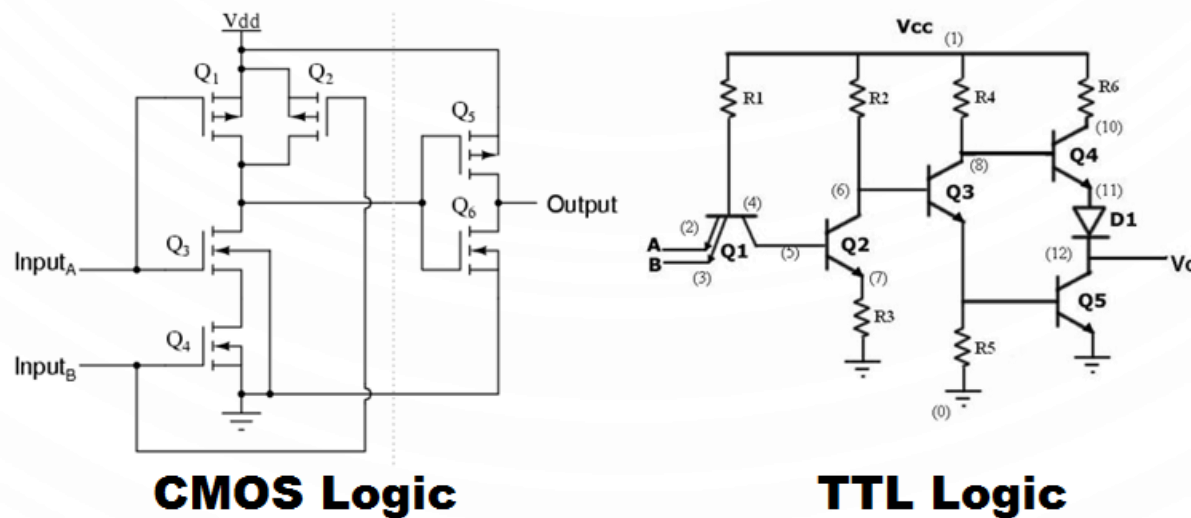 Vdd
Q1
Q2
Q5
Q6
Output
Q3
InputA
Q4
InputB
CMOS Logic
Vcc
(1)
R1
R2
R4
R6
(10)
(8)
Q4
(4)
(6)
Q3
(11)
(2)
D1
A
Q1
Q2
(12)
B
(5)
(3)
(7)
Q5
R3
R5
(0)
TTL Logic